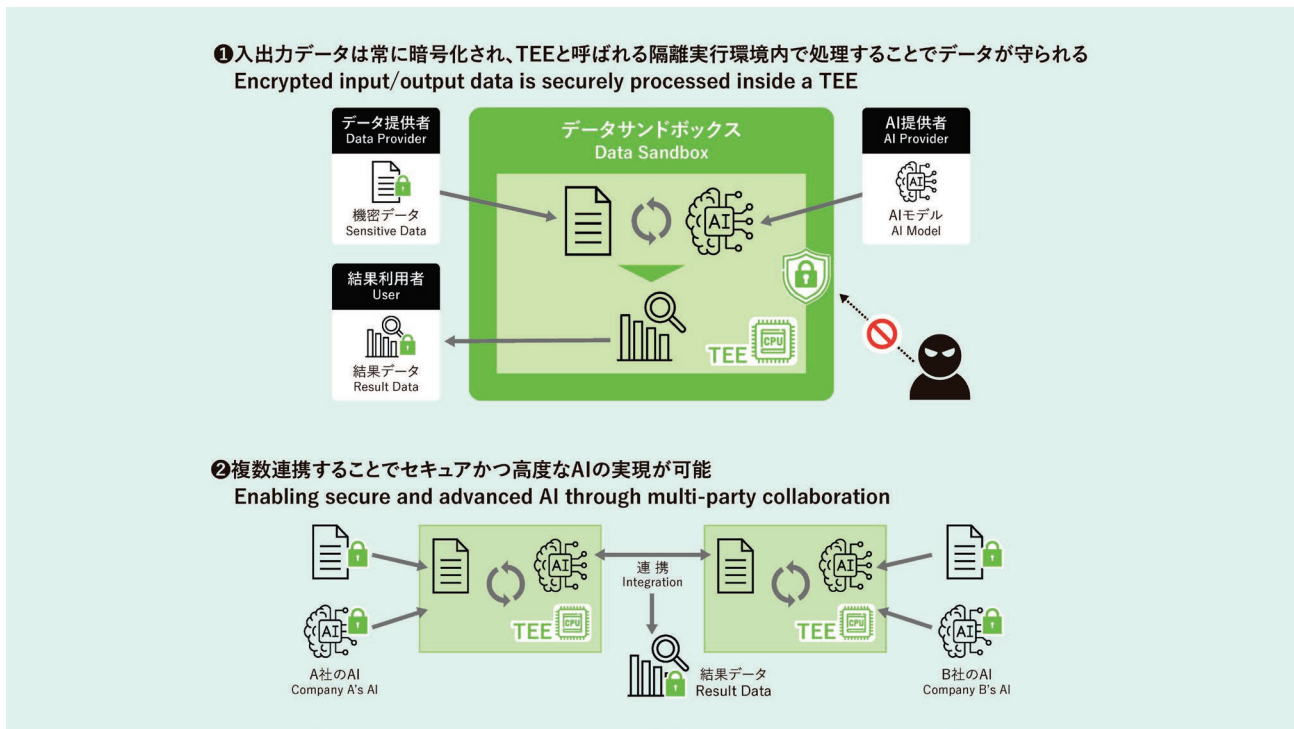 ❶入出力データは常に暗号化され、TEEと呼ばれる隔離実行環境内で処理することでデータが守られる
Encrypted input/output data is securely processed inside a TEE
データ提供者
Data Provider
機密データ
Sensitive Data
データサンドボックス
Data Sandbox
AI
TEE
CPU
AI提供者
AI Provider
AI
AIモデル
AI Model
結果利用者
User
結果データ
Result Data
❷複数連携することでセキュアかつ高度なAIの実現が可能
Enabling secure and advanced AI through multi-party collaboration
AI
A社のAI
Company A's AI
AI
TEE
CPU
連携
Integration
結果データ
Result Data
AI
TEE
CPU
AI
B社のAI
Company B's AI